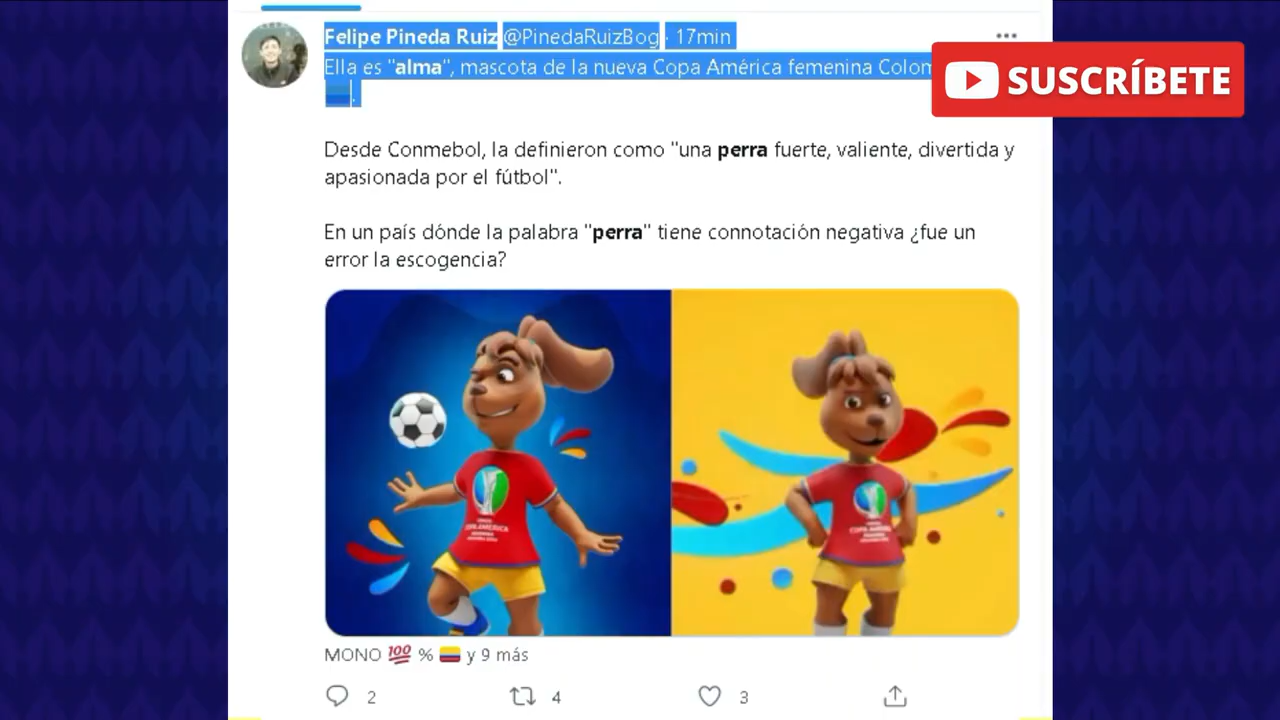 Felipe Pineda Ruiz @PinedaRuizBog · 17min
SUSCRÍBETE
Ella es "alma", mascota de la nueva Copa América femenina
Desde Conmebol, la definieron como "una perra fuerte, valiente, divertida y
apasionada por el fútbol".
En un país dónde la palabra "perra" tiene connotación negativa ¿fue un
error la escogencia?
COPA AMÉRICA
COPA AMÉRICA
MONO 💯 % 🇨🇴 y 9 más
2 4 3